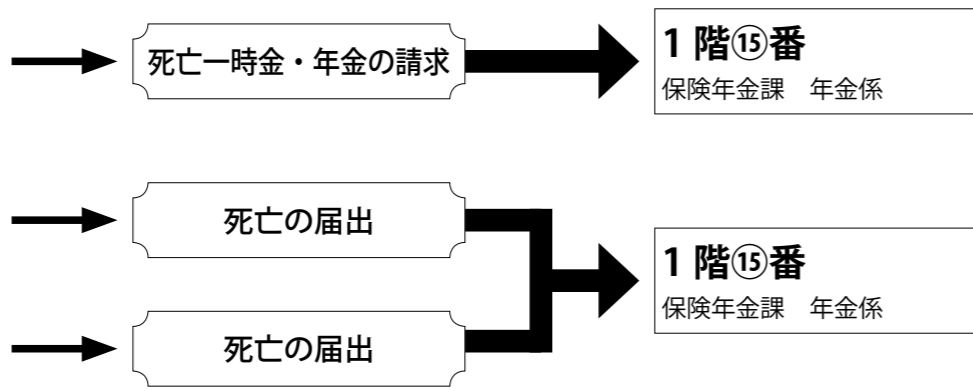 死亡一時金・年金の請求
1階⑮番
保険年金課　年金係
死亡の届出
死亡の届出
1階⑮番
保険年金課　年金係